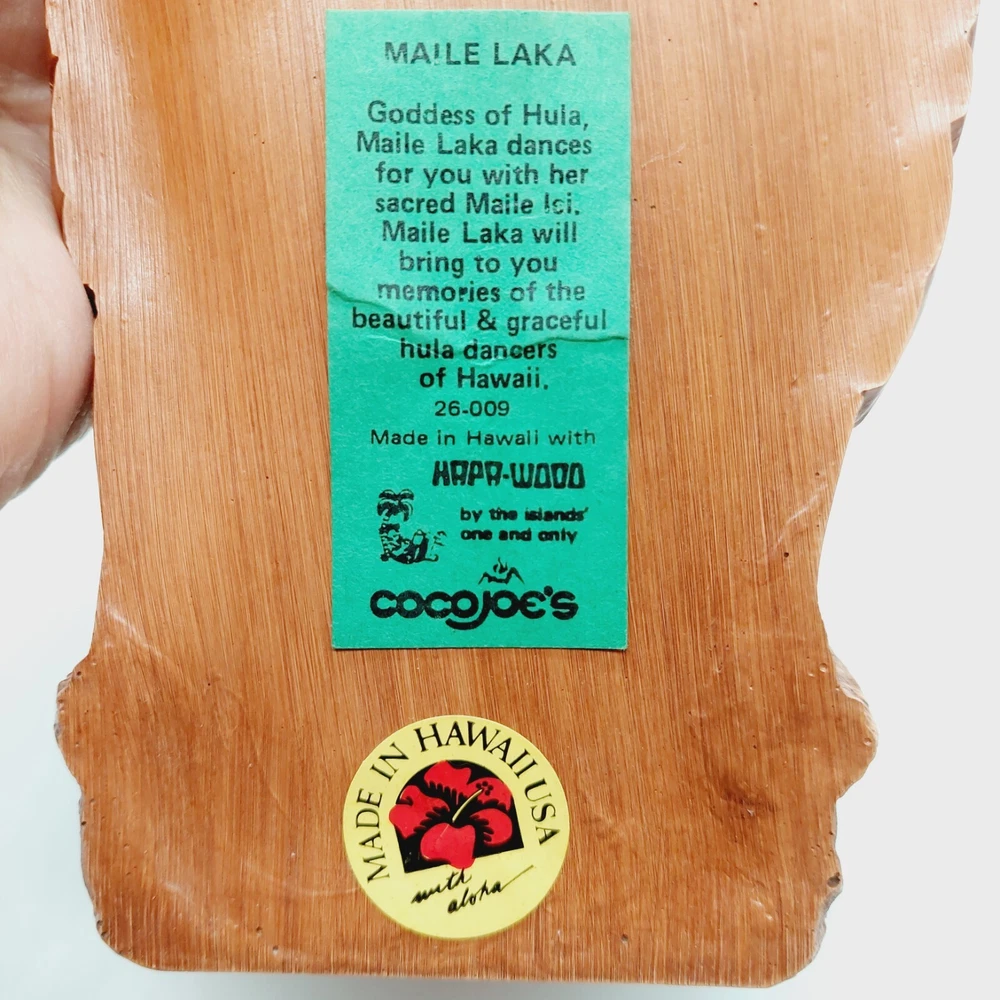 MAILE LAKA
Goddess of Hula,
Maile Laka dances
for you with her
sacred Maile Lei.
Maile Laka will
bring to you
memories of the
beautiful & graceful
hula dancers
of Hawaii.
26-009
Made in Hawaii with
HAPA-WOOD
by the islands'
one and only
COCOJOE'S
MADE IN HAWAII USA
with
aloha